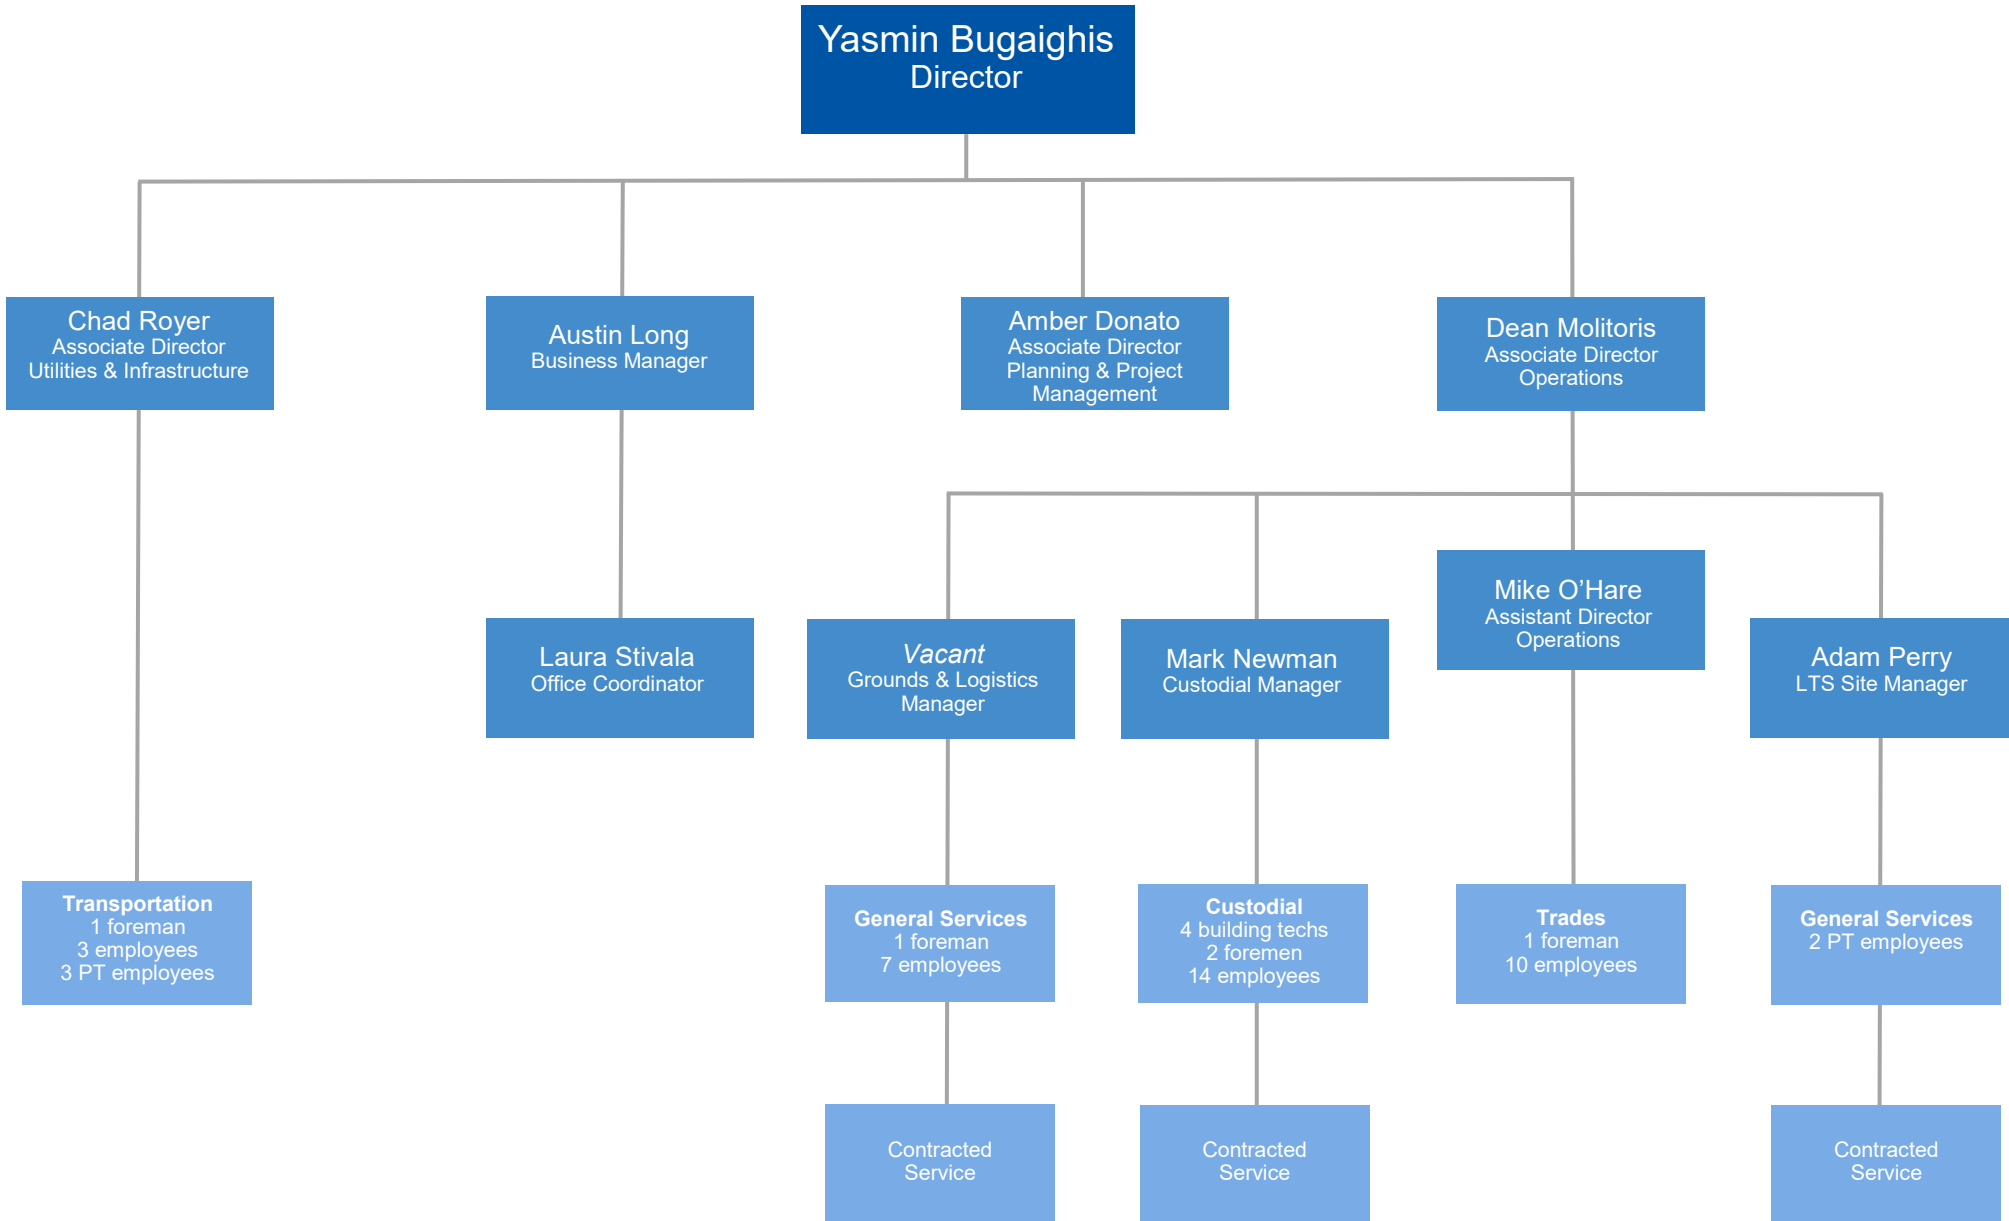 Yasmin Bugaighis
Director
Chad Royer
Associate Director
Utilities & Infrastructure
Austin Long
Business Manager
Amber Donato
Associate Director
Planning & Project
Management
Dean Molitoris
Associate Director
Operations
Laura Stivala
Office Coordinator
Vacant
Grounds & Logistics
Manager
Mark Newman
Custodial Manager
Mike O’Hare
Assistant Director
Operations
Adam Perry
LTS Site Manager
Transportation
1 foreman
3 employees
3 PT employees
General Services
1 foreman
7 employees
Custodial
4 building techs
2 foremen
14 employees
Trades
1 foreman
10 employees
General Services
2 PT employees
Contracted
Service
Contracted
Service
Contracted
Service